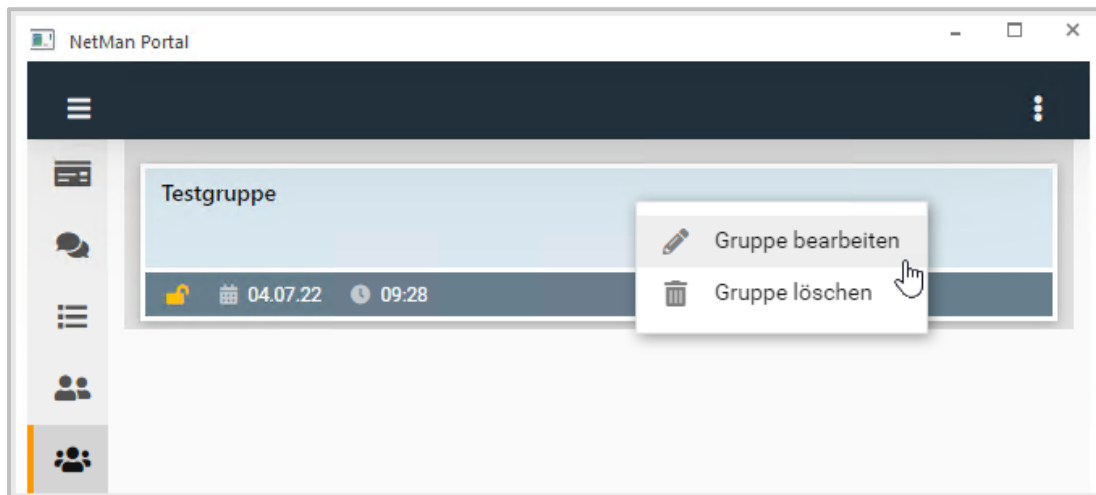 NetMan Portal
Testgruppe
Gruppe bearbeiten
Gruppe löschen
04.07.22 09:28